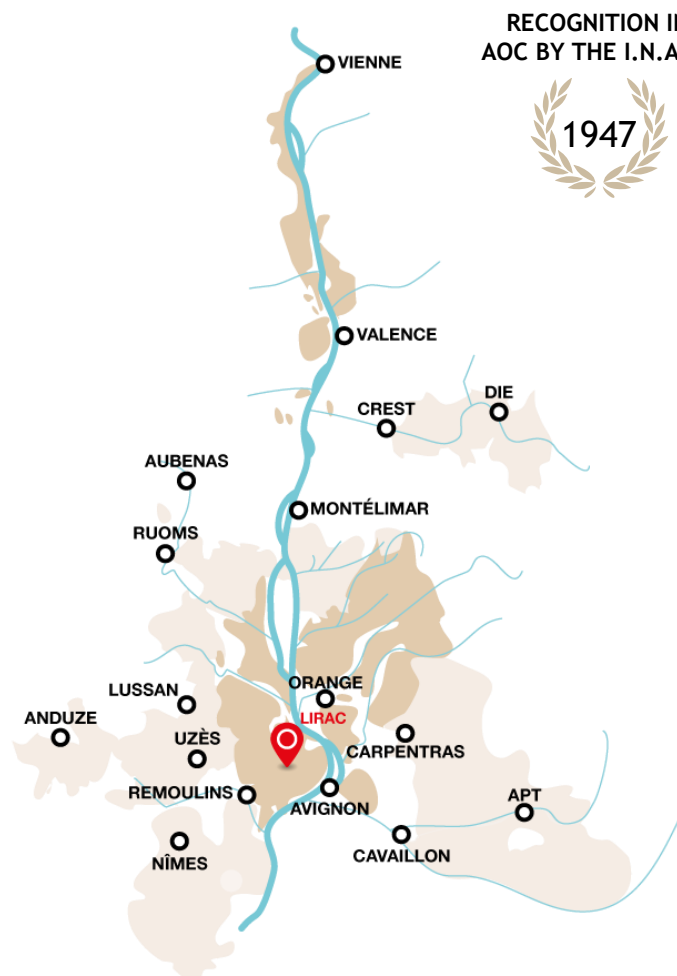 RECOGNITION I
AOC BY THE I.N.A
1947
VIENNE
VALENCE
DIE
CREST
AUBENAS
MONTÉLIMAR
RUOMS
ORANGE
LUSSAN
LIRAC
ANDUZE
UZÈS
CARPENTRAS
REMOULINS
AVIGNON
APT
CAVAILLON
NÎMES